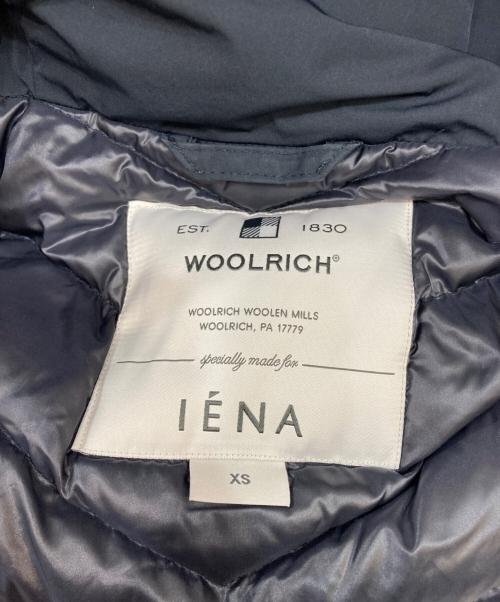 EST. 1830
WOOLRICH®
WOOLRICH WOOLEN MILLS
WOOLRICH, PA 17779
specially made for
IÉNA
XS